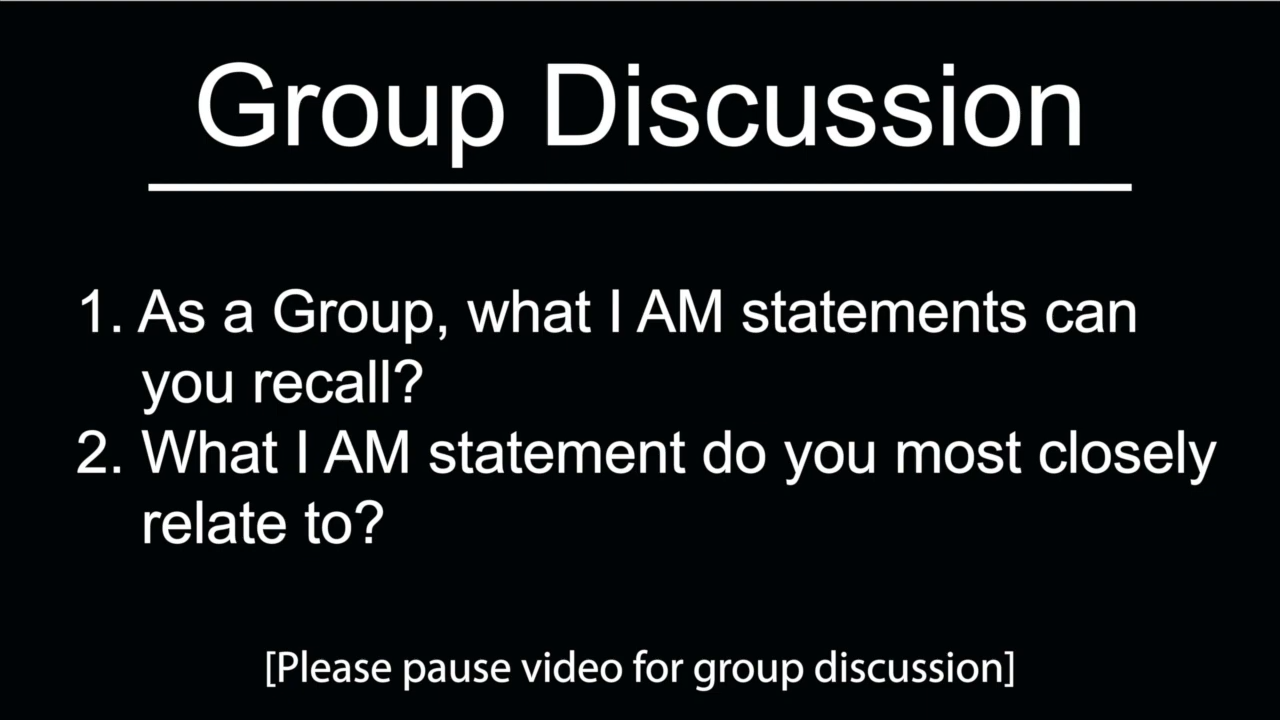 Group Discussion
1. As a Group, what I AM statements can
you recall?
2. What I AM statement do you most closely
relate to?
[Please pause video for group discussion]